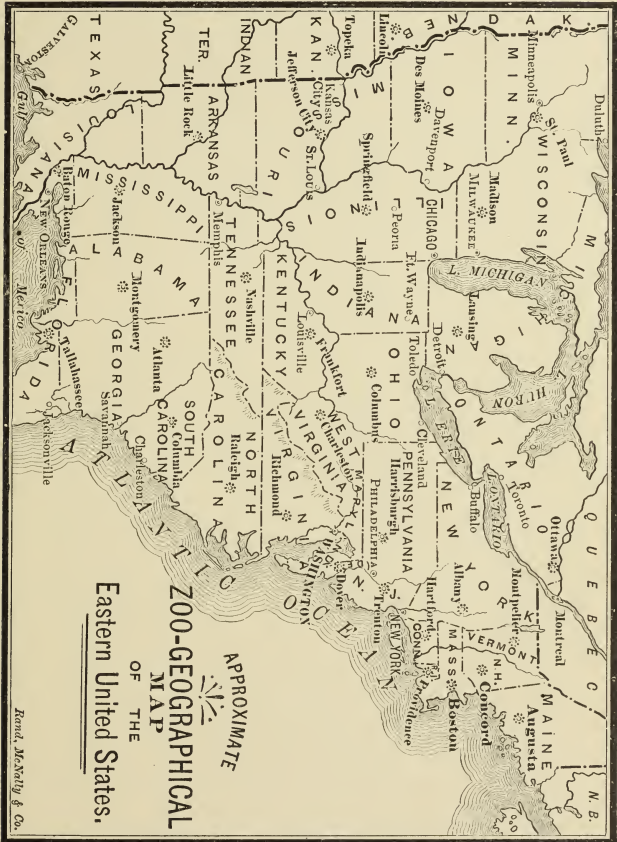 APPROXIMATE
ZOO-GEOGRAPHICAL
MAP
OF THE
Eastern United States.
Rand, McNally & Co.
DAK.
NEB
Lincoln
KAN.
Topeka
INDIAN
TER.
TEXAS
GALVESTON
MINN
Minneapolis
St. Paul
Duluth
IOWA
Des Moines
Davenport
MISSOURI
Kansas City
Jefferson City
St. Louis
ARKANSAS
Little Rock
LOUISIANA
Baton Rouge
NEW ORLEANS
Gulf
of
Mexico
WISCONSIN
Madison
MILWAUKEE
CHICAGO
Peoria
Springfield
MISSISSIPPI
Jackson
Memphis
TENNESSEE
Nashville
ALABAMA
Montgomery
FLORIDA
Tallahassee
Jacksonville
L. MICHIGAN
Lansing
Detroit
INDIANA
Ft. Wayne
Indianapolis
KENTUCKY
Louisville
Frankfort
GEORGIA
Atlanta
Savannah
HURON
L. ERIE
Toledo
Cleveland
OHIO
Columbus
WEST VIRGINIA
Charleston
VIRGINIA
Richmond
NORTH CAROLINA
Raleigh
SOUTH CAROLINA
Columbia
Charleston
ONTARIO
Toronto
Ottawa
L. ONTARIO
Buffalo
PENNSYLVANIA
Harrisburgh
PHILADELPHIA
MARYL
WASHINGTON
Dover
N. J.
Trenton
NEW YORK
Albany
NEW YORK
QUEBEC
Montreal
VERMONT
Montpelier
N.H.
Concord
MASS
Boston
CONN
Hartford
Providence
MAINE
Augusta
N. B.
ATLANTIC OCEAN